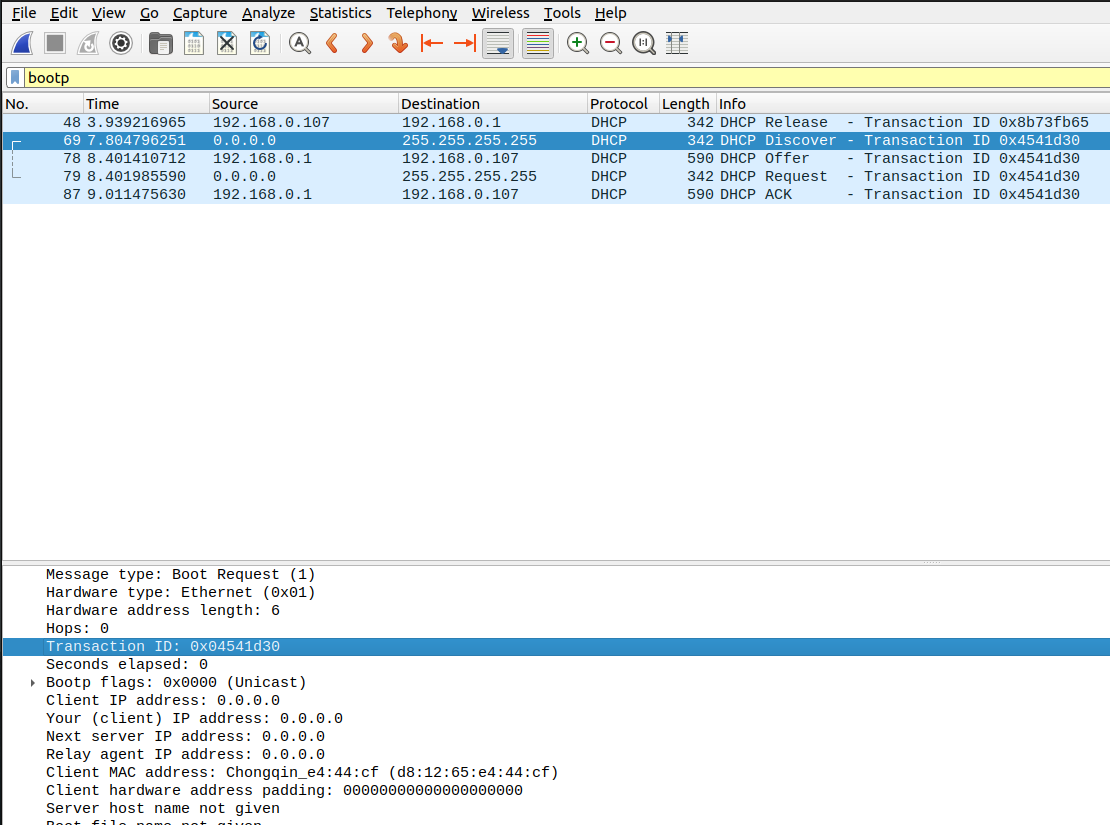 File Edit View Go Capture Analyze Statistics Telephony Wireless Tools Help
bootp
No. Time Source Destination Protocol Length Info
48 3.939216965 192.168.0.107 192.168.0.1 DHCP 342 DHCP Release - Transaction ID 0x8b73fb65
69 7.804796251 0.0.0.0 255.255.255.255 DHCP 342 DHCP Discover - Transaction ID 0x4541d30
78 8.401410712 192.168.0.1 192.168.0.107 DHCP 590 DHCP Offer - Transaction ID 0x4541d30
79 8.401985590 0.0.0.0 255.255.255.255 DHCP 342 DHCP Request - Transaction ID 0x4541d30
87 9.011475630 192.168.0.1 192.168.0.107 DHCP 590 DHCP ACK - Transaction ID 0x4541d30
Message type: Boot Request (1)
Hardware type: Ethernet (0x01)
Hardware address length: 6
Hops: 0
Transaction ID: 0x04541d30
Seconds elapsed: 0
Bootp flags: 0x0000 (Unicast)
Client IP address: 0.0.0.0
Your (client) IP address: 0.0.0.0
Next server IP address: 0.0.0.0
Relay agent IP address: 0.0.0.0
Client MAC address: Chongqin_e4:44:cf (d8:12:65:e4:44:cf)
Client hardware address padding: 00000000000000000000
Server host name not given
Boot file name not given